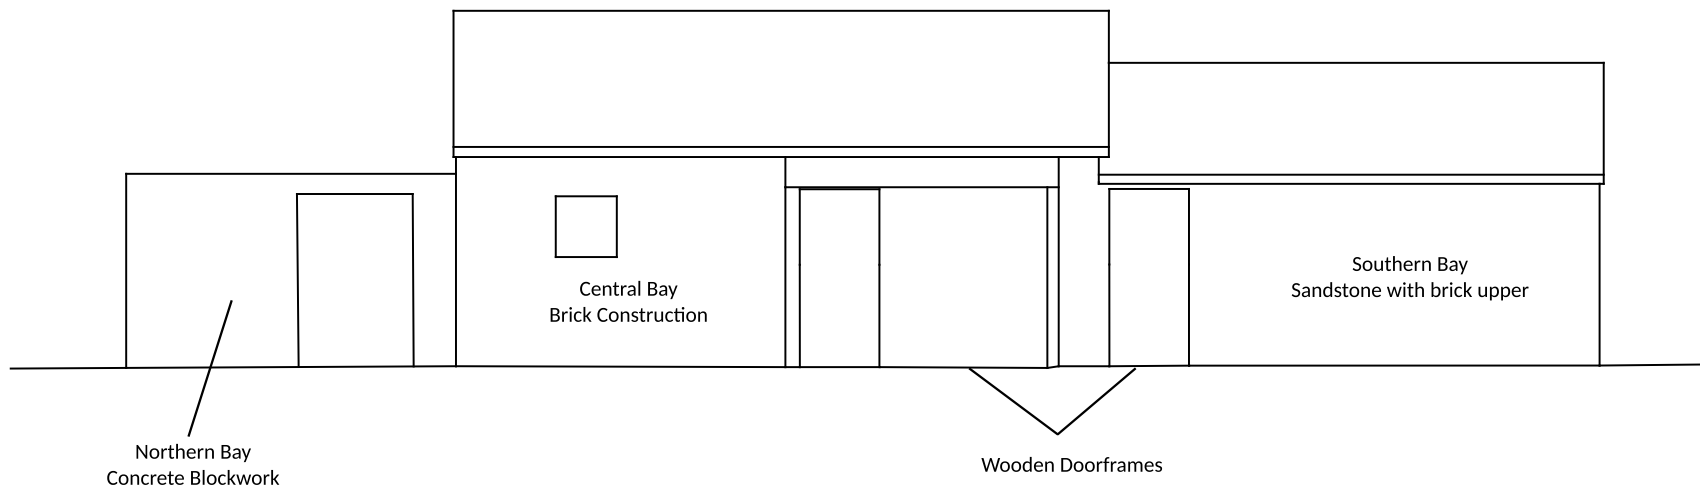 Central Bay
Brick Construction
Southern Bay
Sandstone with brick upper
Northern Bay
Concrete Blockwork
Wooden Doorframes